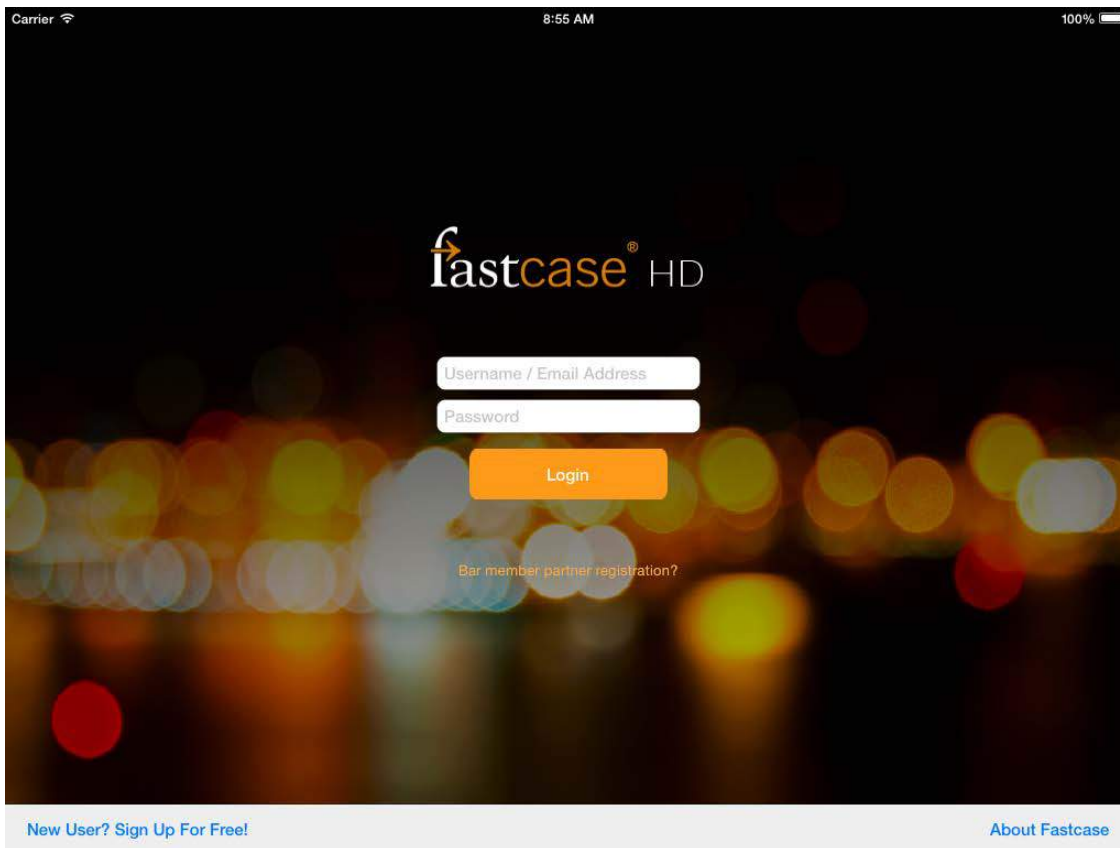 Carrier 8:55 AM 100%
fastcase® HD
Username / Email Address
Password
Login
Bar member partner registration?
New User? Sign Up For Free! About Fastcase